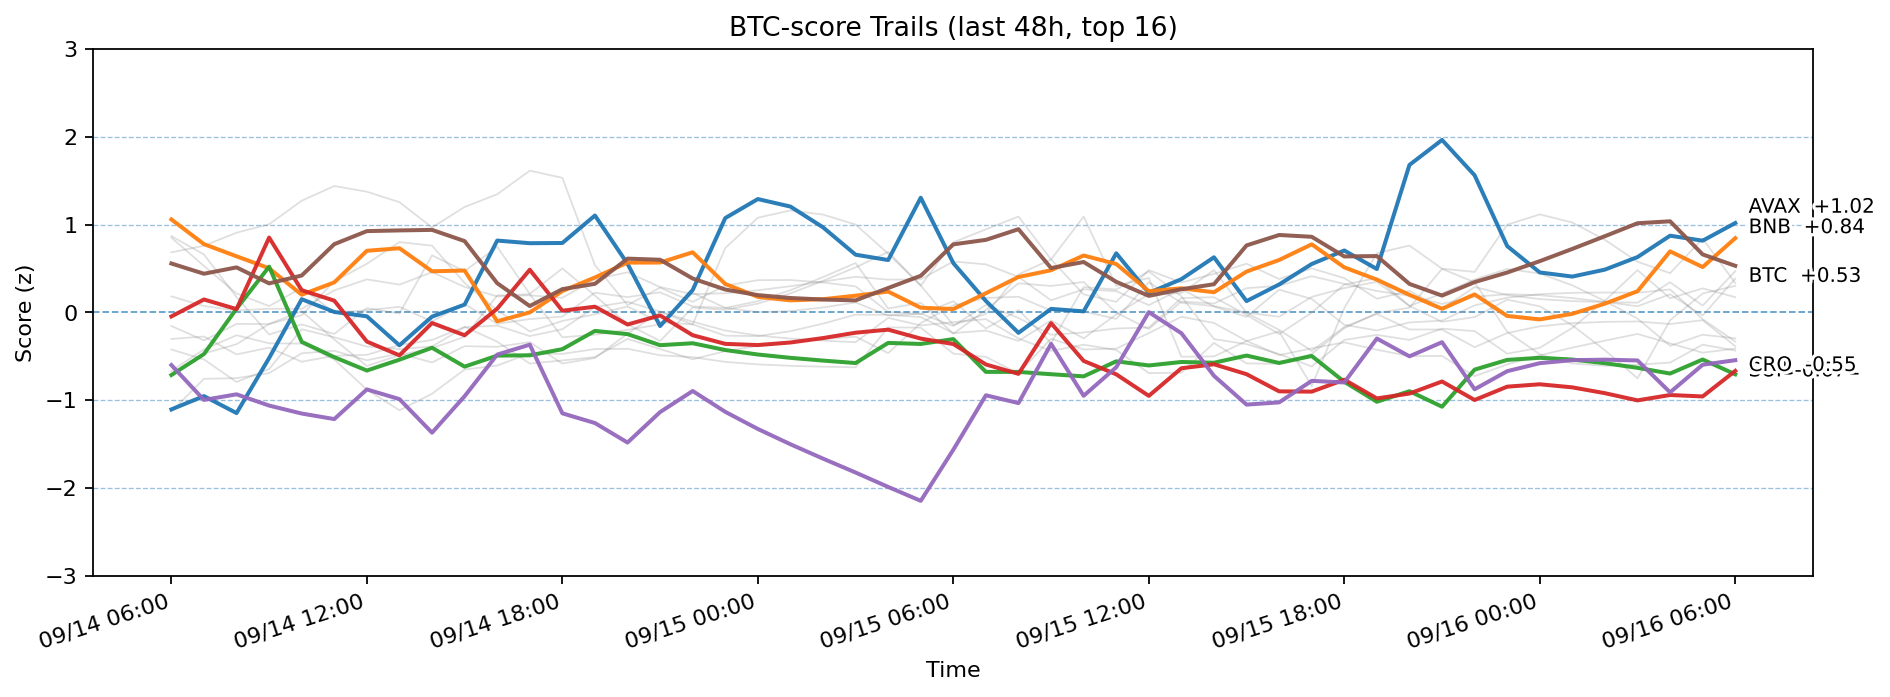 BTC-score Trails (last 48h, top 16)
Score (z)
3
2
1
0
−1
−2
−3
AVAX +1.02
BNB +0.84
BTC +0.53
CRO -0.55
09/14 06:00
09/14 12:00
09/14 18:00
09/15 00:00
09/15 06:00
09/15 12:00
09/15 18:00
09/16 00:00
09/16 06:00
Time